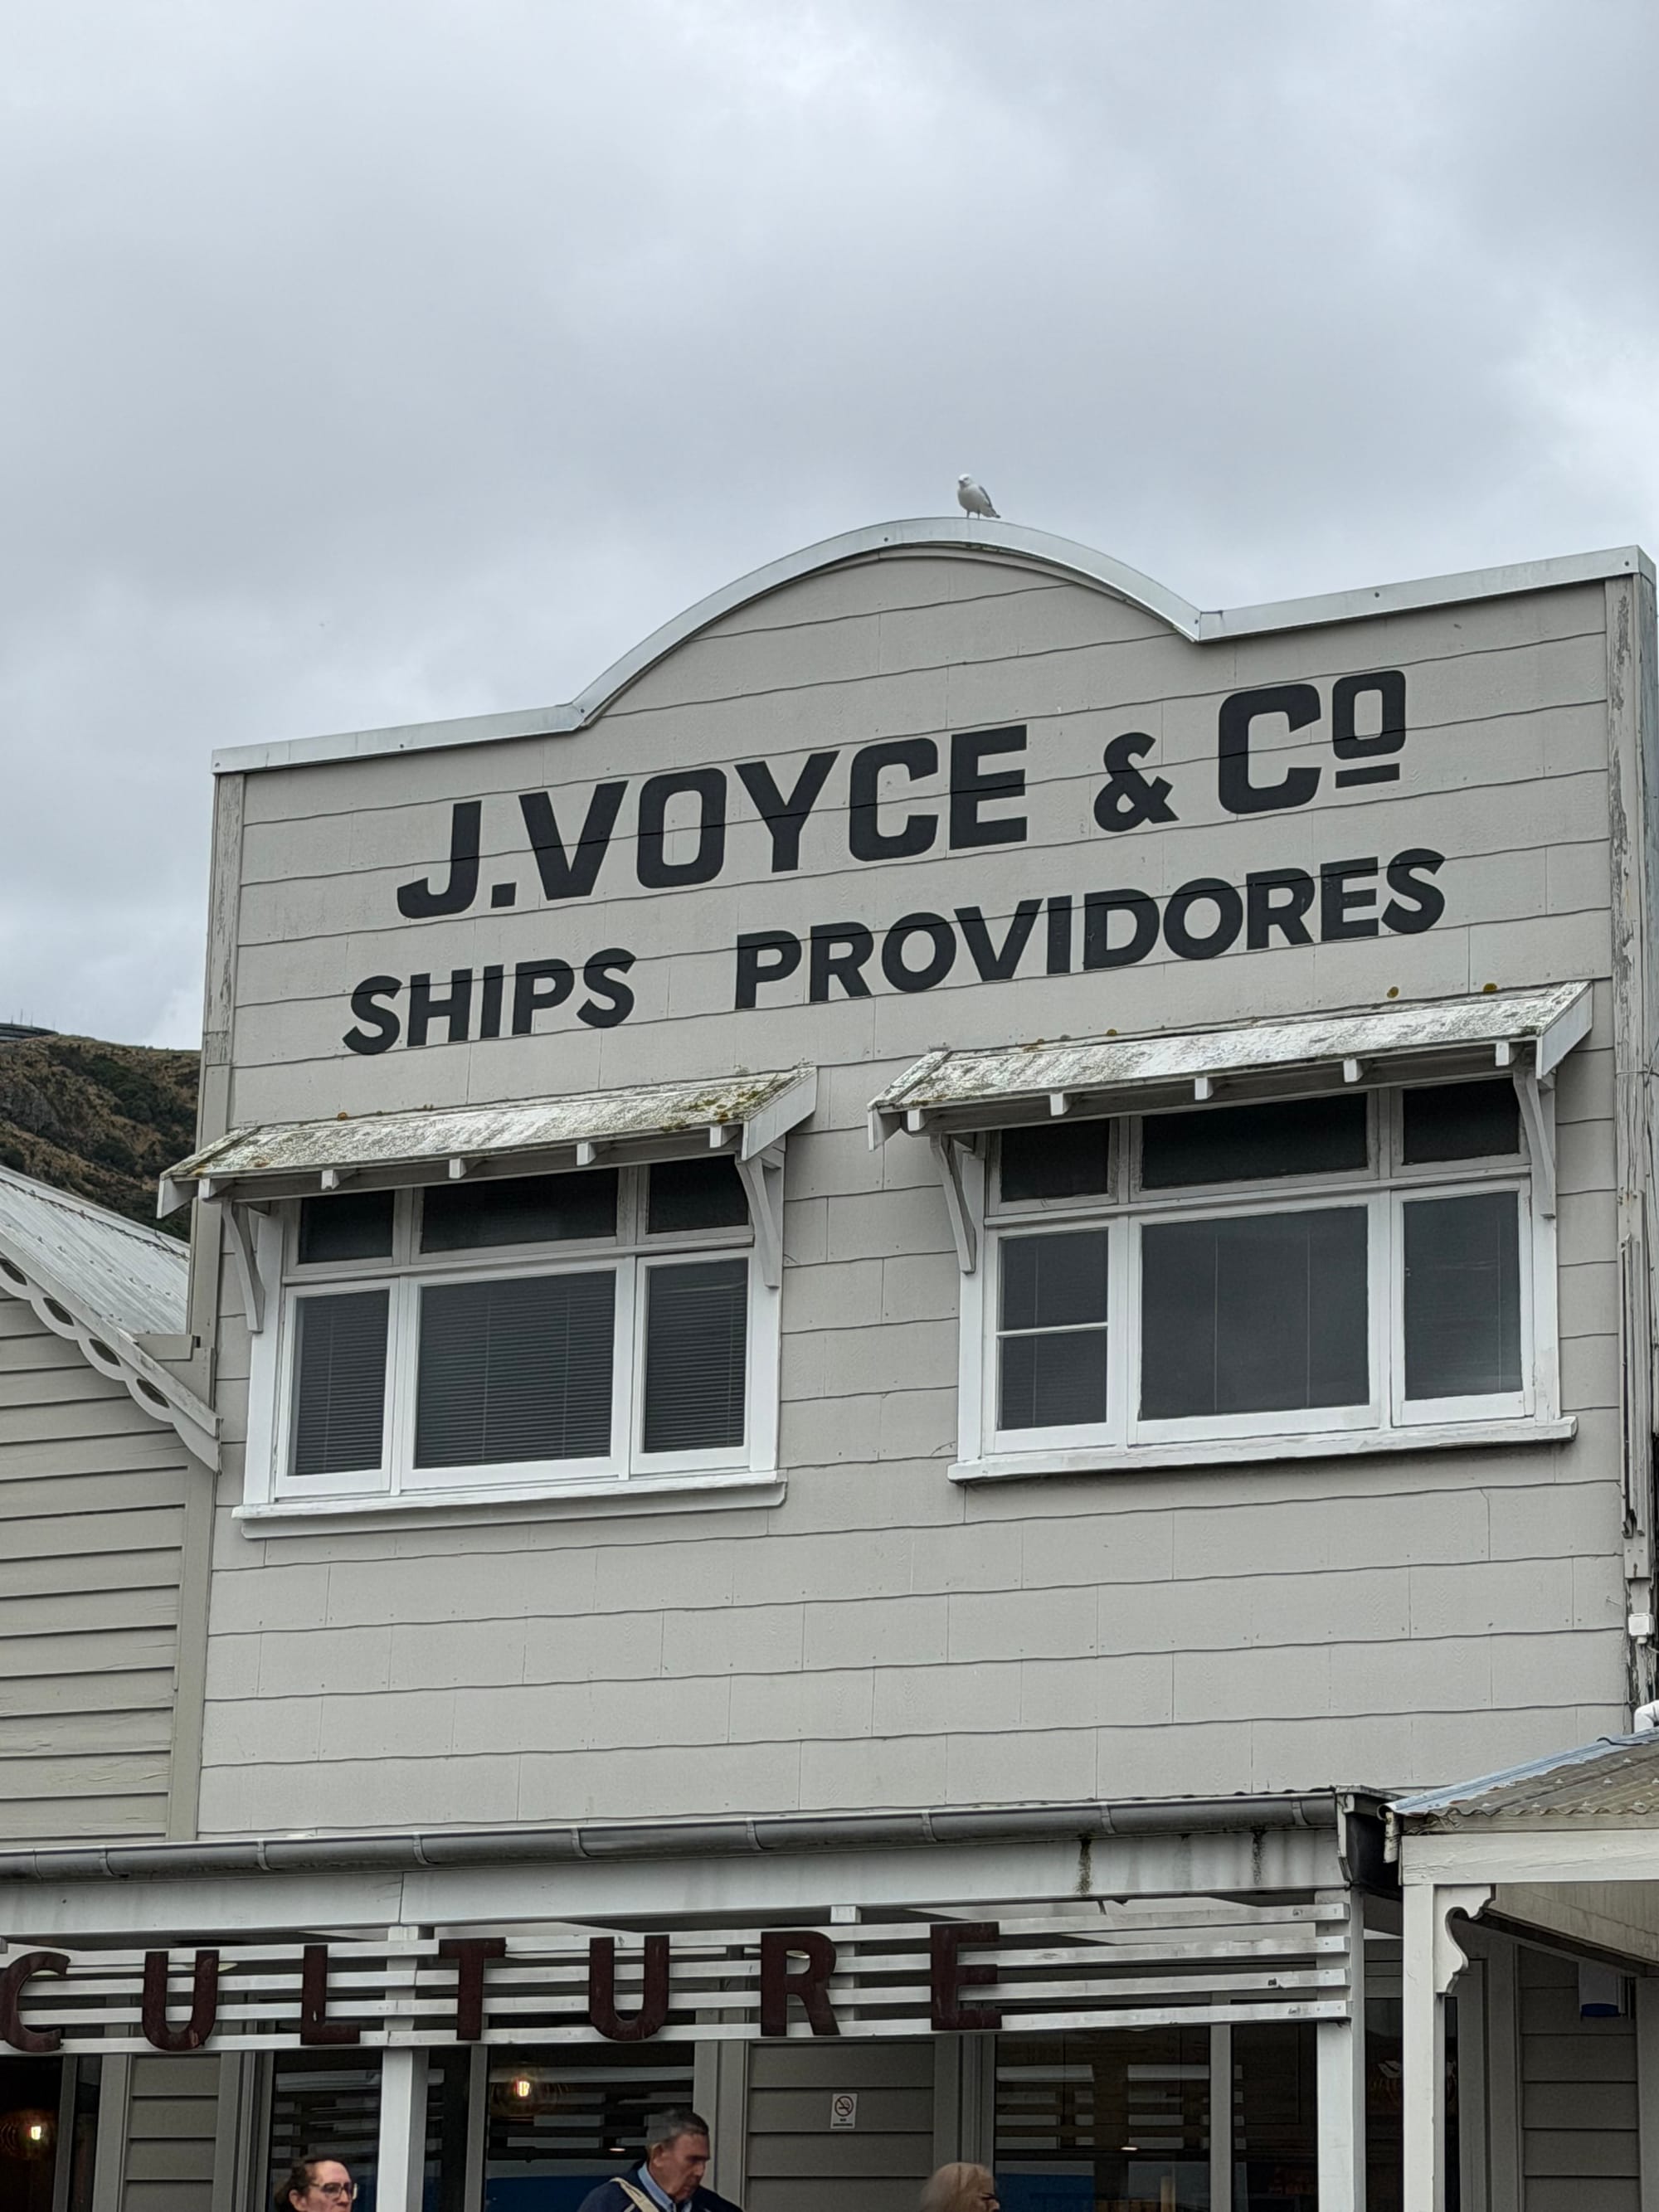 J.VOYCE & Co
SHIPS PROVIDORES
CULTURE